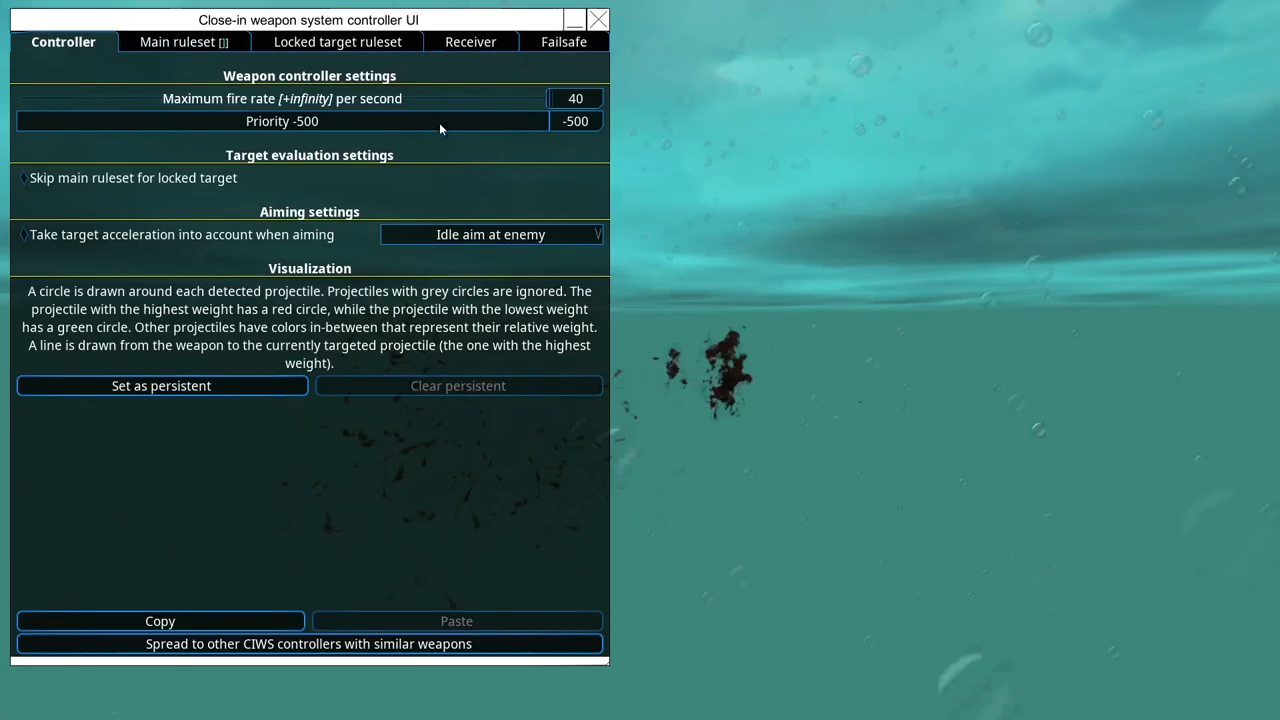 Close-in weapon system controller UI
Controller
Main ruleset []
Locked target ruleset
Receiver
Failsafe
Weapon controller settings
Maximum fire rate [+infinity] per second
40
Priority -500
-500
Target evaluation settings
Skip main ruleset for locked target
Aiming settings
Take target acceleration into account when aiming
Idle aim at enemy
Visualization
A circle is drawn around each detected projectile. Projectiles with grey circles are ignored. The
projectile with the highest weight has a red circle, while the projectile with the lowest weight
has a green circle. Other projectiles have colors in-between that represent their relative weight.
A line is drawn from the weapon to the currently targeted projectile (the one with the highest
weight).
Set as persistent
Clear persistent
Copy
Paste
Spread to other CIWS controllers with similar weapons